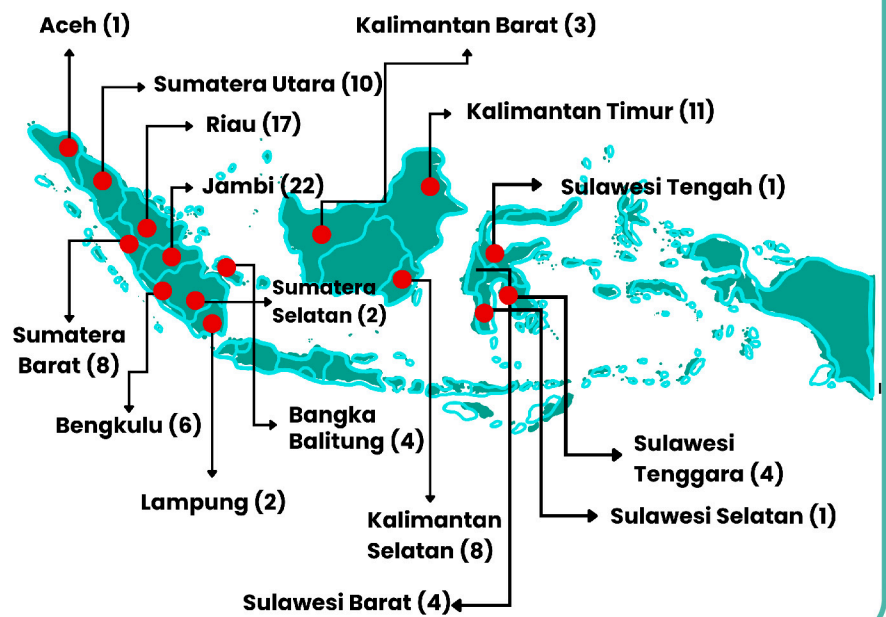 Aceh (1)
Kalimantan Barat (3)
Sumatera Utara (10)
Kalimantan Timur (11)
Riau (17)
Jambi (22)
Sulawesi Tengah (1)
Sumatera
Selatan (2)
Sumatera
Barat (8)
Bengkulu (6)
Bangka
Balitung (4)
Sulawesi
Tenggara (4)
Lampung (2)
Kalimantan
Selatan (8)
Sulawesi Selatan (1)
Sulawesi Barat (4)